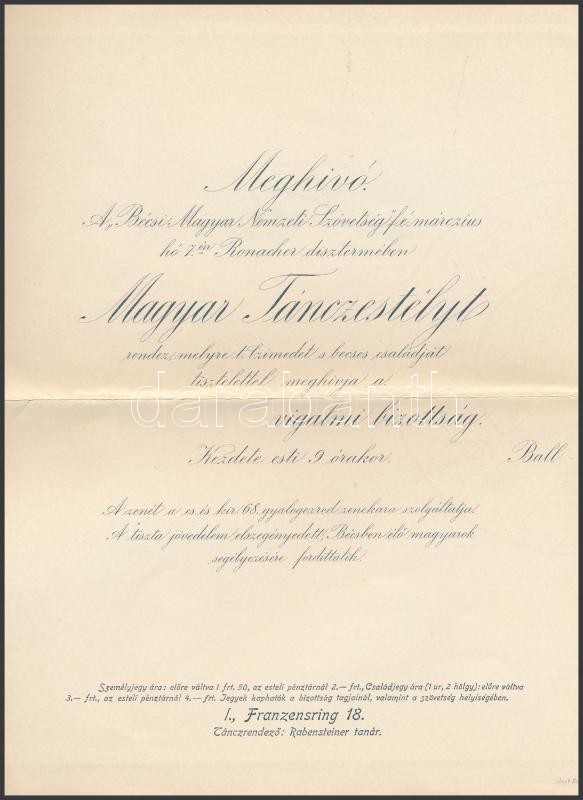 Meghivó.
A „Bécsi Magyar Nemzeti Szövetség” f. é. márczius
hó 7.én Ronacher disztermében
Magyar Tánczestélyt
rendez, melyre t. Czimedet s becses családját
tisztelettel meghivja a
vigalmi bizottság.
Kezdete esti 9 órakor.
Ball-
A zenét a cs. és kir. 68. gyalogezred zenekara szolgáltatja.
A tiszta jövedelem elszegényedett, Bécsben élő magyarok
segélyezésére fordittatik.
Személyjegy ára: előre váltva 1 frt. 50, az esteli pénztárnál 2.— frt., Családjegy ára (1 ur, 2 hölgy): előre váltva
3.— frt., az esteli pénztárnál 4.— frt. Jegyek kaphatók a bizottság tagjainál, valamint a szövetség helyiségében.
I., Franzensring 18.
Tánczrendező: Rabensteiner tanár.
darabanth